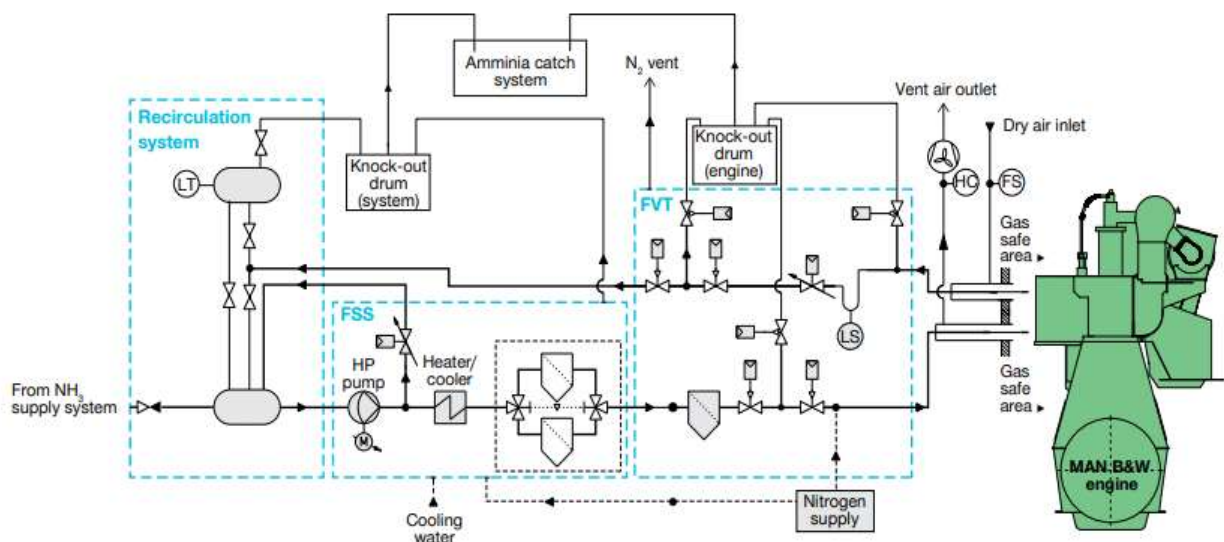 Amminia catch
system
N₂ vent
Vent air outlet
Dry air inlet
Recirculation
system
Knock-out
drum
(system)
Knock-out
drum
(engine)
LT
HC
FS
FVT
Gas
safe
area
FSS
HP
pump
Heater/
cooler
LS
From NH₃
supply system
M
Gas
safe
area
MAN B&W
engine
Nitrogen
supply
Cooling
water